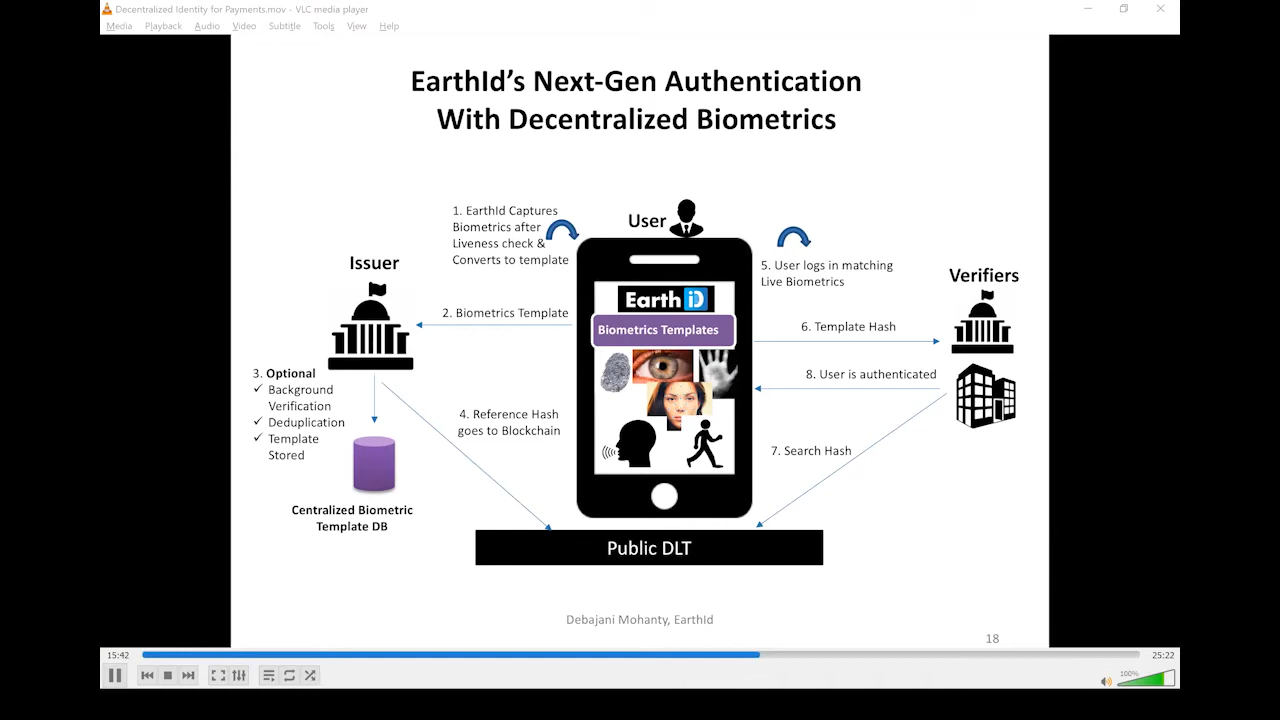 Decentralized Identity for Payments.mov - VLC media player
Media Playback Audio Video Subtitle Tools View Help
EarthId’s Next-Gen Authentication
With Decentralized Biometrics
1. EarthId Captures
Biometrics after
Liveness check &
Converts to template
User
5. User logs in matching
Live Biometrics
Issuer
Verifiers
2. Biometrics Template
Earth iD
Biometrics Templates
6. Template Hash
8. User is authenticated
3. Optional
✓ Background
Verification
✓ Deduplication
✓ Template
Stored
4. Reference Hash
goes to Blockchain
7. Search Hash
Centralized Biometric
Template DB
Public DLT
Debajani Mohanty, EarthId
18
15:42
25:22
100%